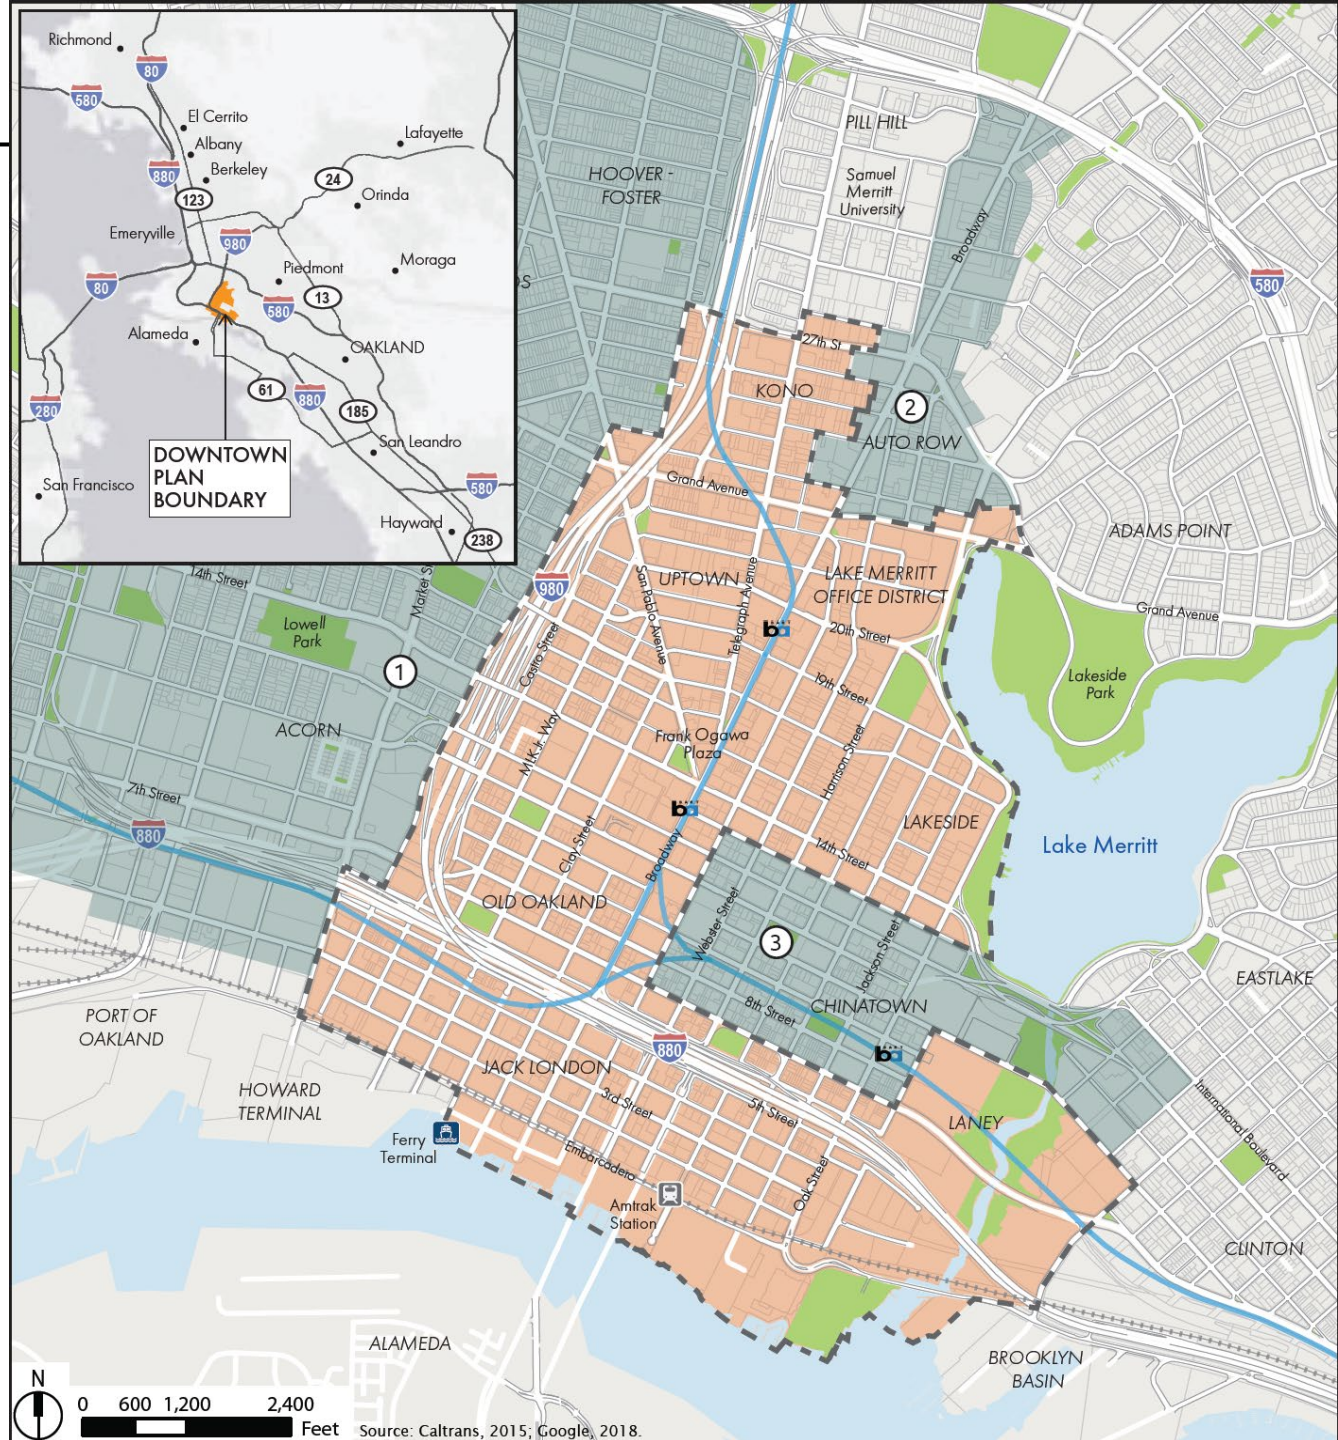 Richmond
80
580
El Cerrito
Albany
Lafayette
880
Berkeley
24
123
Orinda
Emeryville
980
Moraga
Piedmont
80
13
580
Alameda
OAKLAND
61
880
280
185
San Leandro
DOWNTOWN
PLAN
BOUNDARY
580
San Francisco
Hayward
238
PILL HILL
HOOVER -
FOSTER
Samuel
Merritt
University
Broadway
580
OS
27th St
KONO
2
AUTO ROW
Grand Avenue
ADAMS POINT
14th Street
Market St
980
UPTOWN
LAKE MERRITT
OFFICE DISTRICT
San Pablo Avenue
Telegraph Avenue
Grand Avenue
Lowell
Park
ba
20th Street
Castro Street
1
19th Street
Lakeside
Park
ACORN
MLK Jr. Way
Frank Ogawa
Plaza
Harrison Street
7th Street
ba
880
LAKESIDE
Lake Merritt
Clay Street
Broadway
14th Street
OLD OAKLAND
Webster Street
3
Jackson Street
EASTLAKE
PORT OF
OAKLAND
8th Street
CHINATOWN
880
ba
JACK LONDON
HOWARD
TERMINAL
3rd Street
5th Street
LANEY
International Boulevard
Ferry
Terminal
Embarcadero
Oak Street
Amtrak
Station
CLINTON
ALAMEDA
BROOKLYN
BASIN
N
0 600 1,200 2,400
Feet
Source: Caltrans, 2015; Google, 2018.